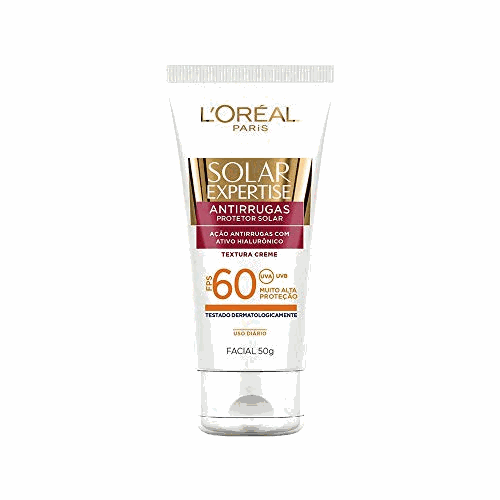 L'ORÉAL
PARIS
SOLAR
EXPERTISE
ANTIRRUGAS
PROTETOR SOLAR
AÇÃO ANTIRRUGAS COM
ATIVO HIALURÔNICO
TEXTURA CREME
FPS 60 UVA UVB
MUITO ALTA
PROTEÇÃO
TESTADO DERMATOLOGICAMENTE
USO DIÁRIO
FACIAL 50g